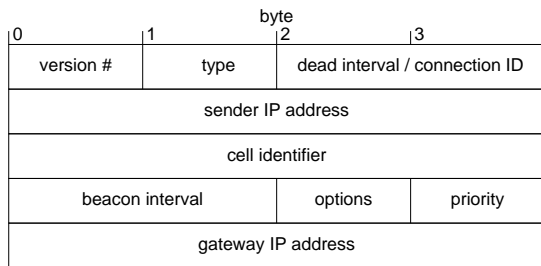 byte
0 1 2 3
version # type dead interval / connection ID
sender IP address
cell identifier
beacon interval options priority
gateway IP address